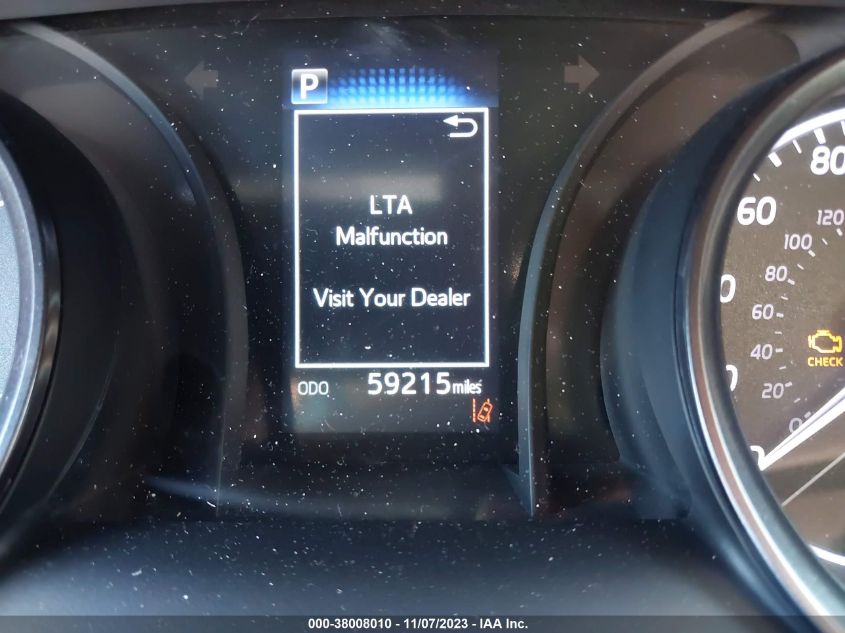 P
LTA
Malfunction
Visit Your Dealer
ODO 59215 miles
80
60
120
100
80
60
40
20
0
CHECK
000-38008010 - 11/07/2023 - IAA Inc.